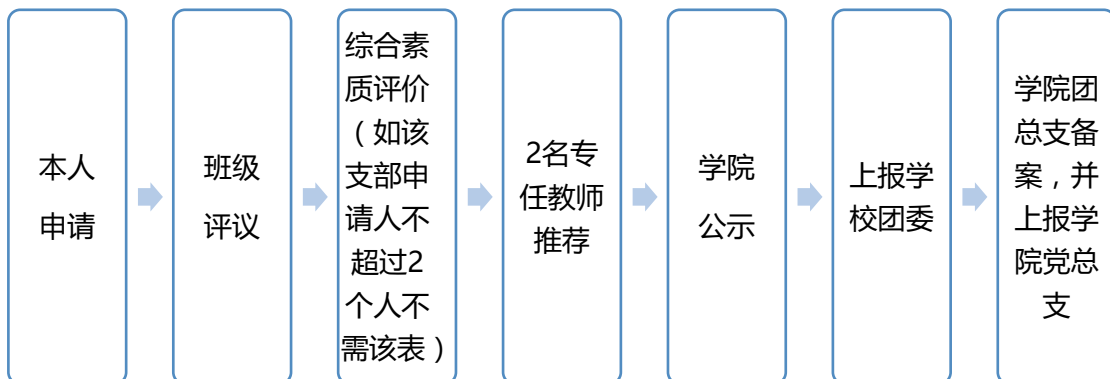 本人
申请
班级
评议
综合素
质评价
（如该
支部申
请人不
超过2
个人不
需该表）
2名专
任教师
推荐
学院
公示
上报学
校团委
学院团
总支备
案，并
上报学
院党总
支